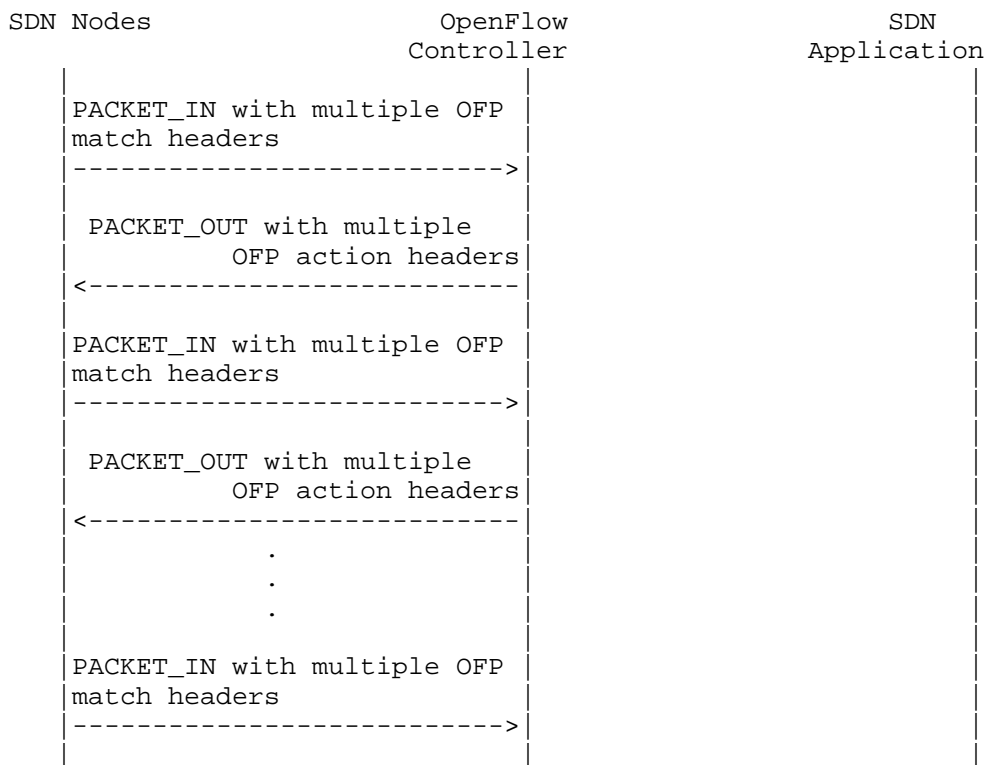 SDN Nodes OpenFlow SDN
Controller Application
PACKET_IN with multiple OFP
match headers
PACKET_OUT with multiple
OFP action headers
PACKET_IN with multiple OFP
match headers
PACKET_OUT with multiple
OFP action headers
.
.
.
PACKET_IN with multiple OFP
match headers